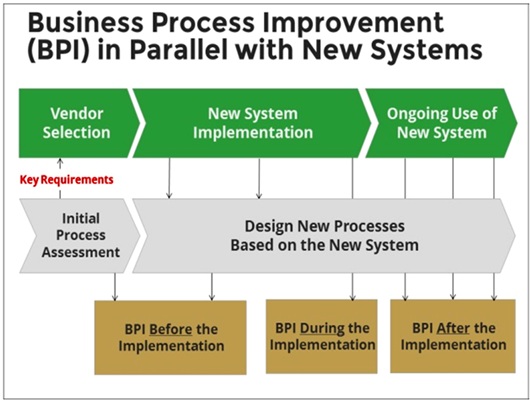 Business Process Improvement
(BPI) in Parallel with New Systems
Vendor
Selection
New System
Implementation
Ongoing Use of
New System
Key Requirements
Initial
Process
Assessment
Design New Processes
Based on the New System
BPI Before the
Implementation
BPI During the
Implementation
BPI After the
Implementation